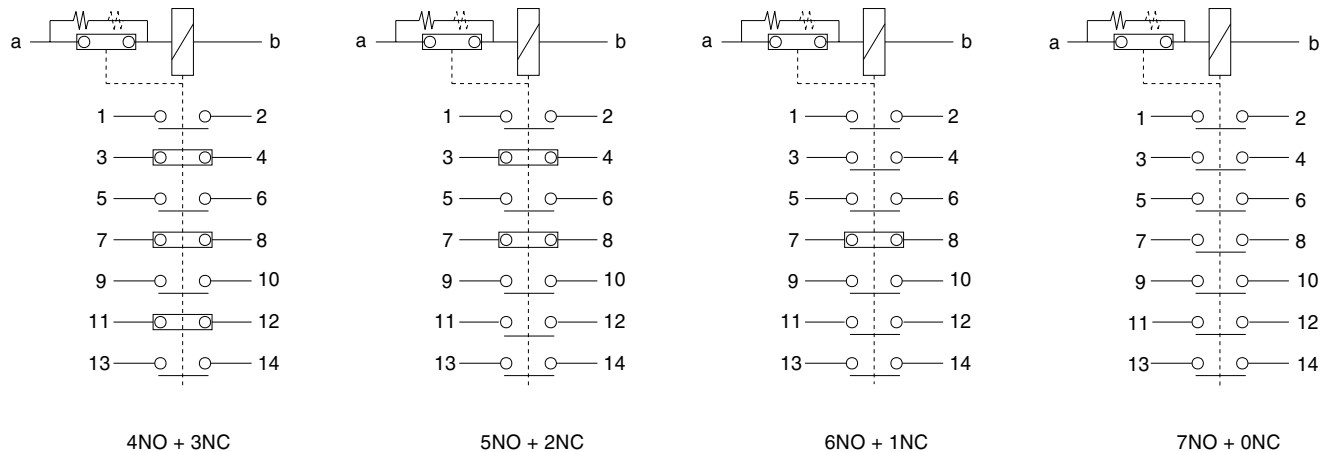 a b a b a b a b
1 2 1 2 1 2 1 2
3 4 3 4 3 4 3 4
5 6 5 6 5 6 5 6
7 8 7 8 7 8 7 8
9 10 9 10 9 10 9 10
11 12 11 12 11 12 11 12
13 14 13 14 13 14 13 14
4NO + 3NC 5NO + 2NC 6NO + 1NC 7NO + 0NC